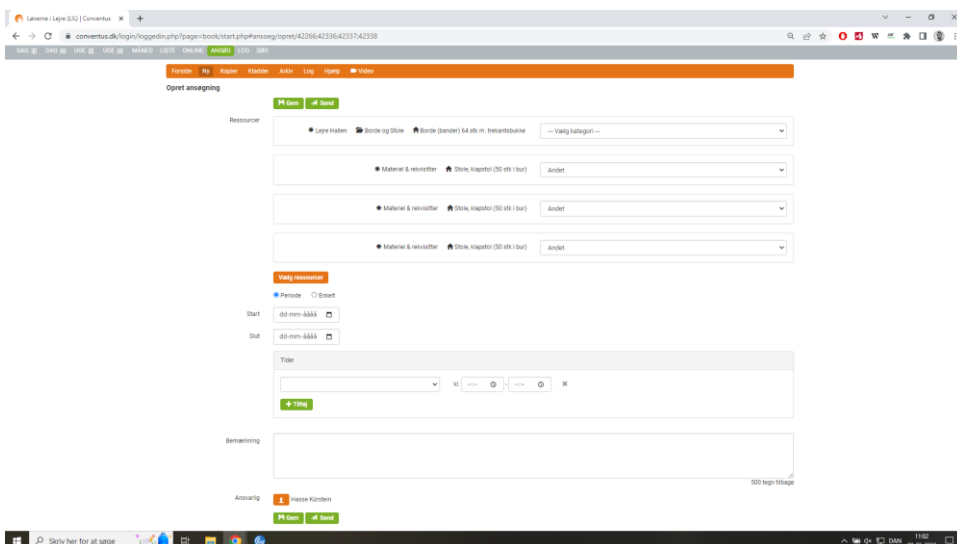 Løverne i Lejre (LIL) | Conventus
conventus.dk/login/loggedin.php?page=book/start.php#ansoeg/opret/42266:42336:42337:42338
DAG DAG UGE UGE MÅNED LISTE ONLINE ANSØG LOG SØG
Forside Ny Kopier Kladder Arkiv Log Hjælp Video
Opret ansøgning
Gem Send
Ressourcer
Lejre Hallen Borde og Stole Borde (bander) 64 stk m. trekantsbukke --- Vælg kategori ---
Materiel & rekvisitter Stole, klapstol (50 stk i bur) Andet
Materiel & rekvisitter Stole, klapstol (50 stk i bur) Andet
Materiel & rekvisitter Stole, klapstol (50 stk i bur) Andet
Vælg ressourcer
Periode Enkelt
Start dd-mm-åååå
Slut dd-mm-åååå
Tider
kl. --:-- - --:--
Tilføj
Bemærkning
500 tegn tilbage
Ansvarlig Hasse Kürstein
Gem Send
Skriv her for at søge DAN 11:02